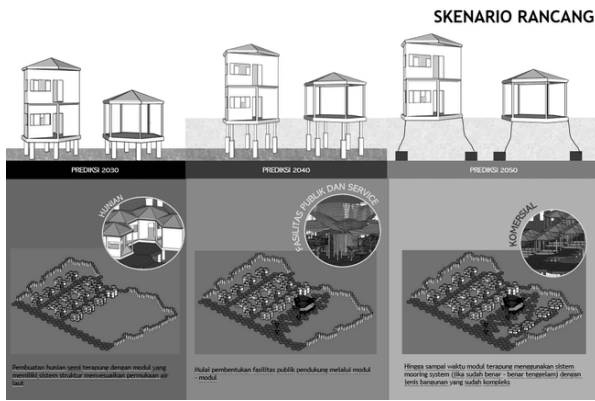 SKENARIO RANCANG
PREDIKSI 2030
PREDIKSI 2040
PREDIKSI 2050
HUNIAN
FASILITAS PUBLIK DAN SERVICE
KOMERSIAL
Pembuatan hunian semi terapung dengan modul yang
memiliki sistem struktur menyesuaikan permukaan air
laut
Mulai pembentukan fasilitas publik pendukung melalui modul
- modul
Hingga sampai waktu modul terapung menggunakan sistem
mooring system (jika sudah benar - benar tenggelam) dengan
jenis bangunan yang sudah kompleks